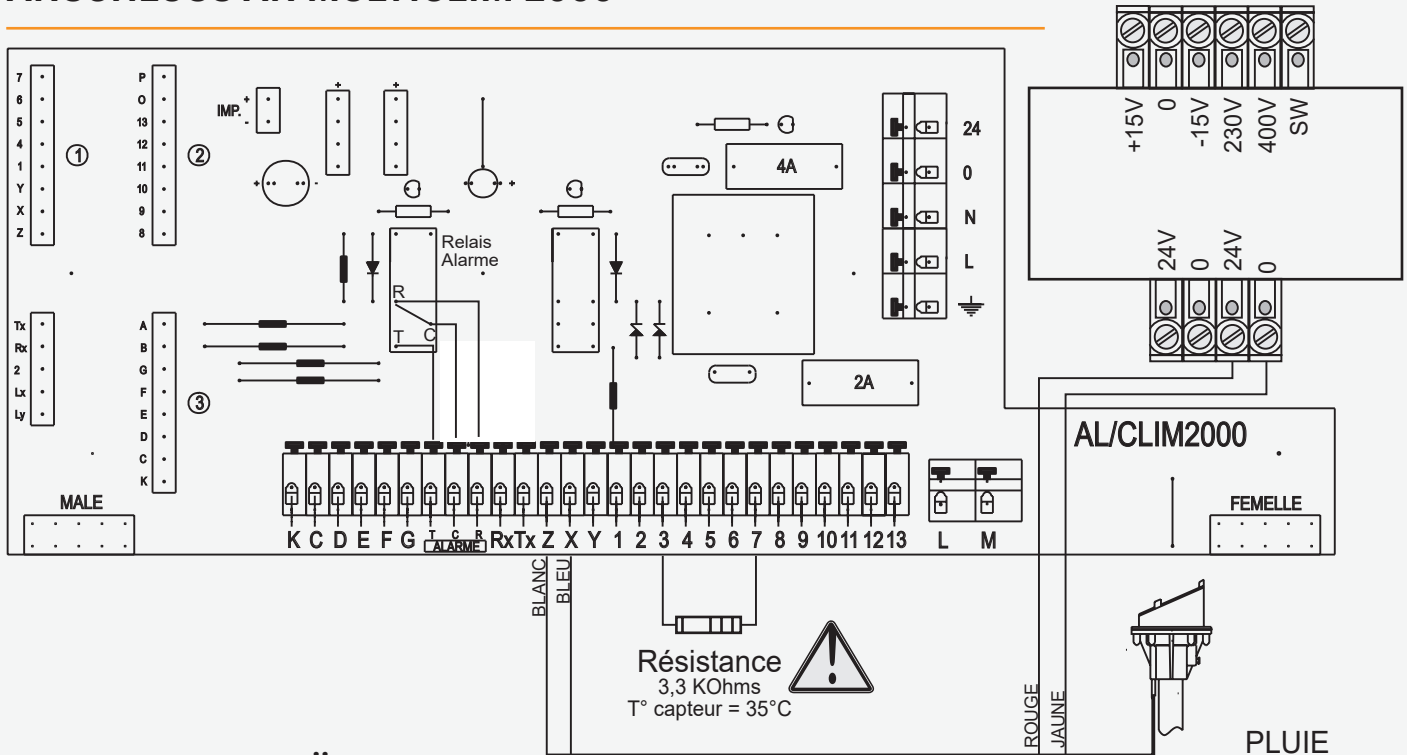 +15V
0
-15V
230V
400V
SW
24V
0
24V
0
7
6
5
4
1
Y
X
Z
①
P
O
13
12
11
10
9
8
②
IMP.
+
-
+
+
+
-
+
4A
24
0
N
L
Relais
Alarme
R
T
C
Tx
Rx
2
Lx
Ly
A
B
G
F
E
D
C
K
③
2A
AL/CLIM2000
MALE
FEMELLE
K C D E F G T C R Rx Tx Z X Y 1 2 3 4 5 6 7 8 9 10 11 12 13 L M
ALARME
BLANC
BLEU
Résistance
3,3 KOhms
T° capteur = 35°C
!
ROUGE
JAUNE
PLUIE